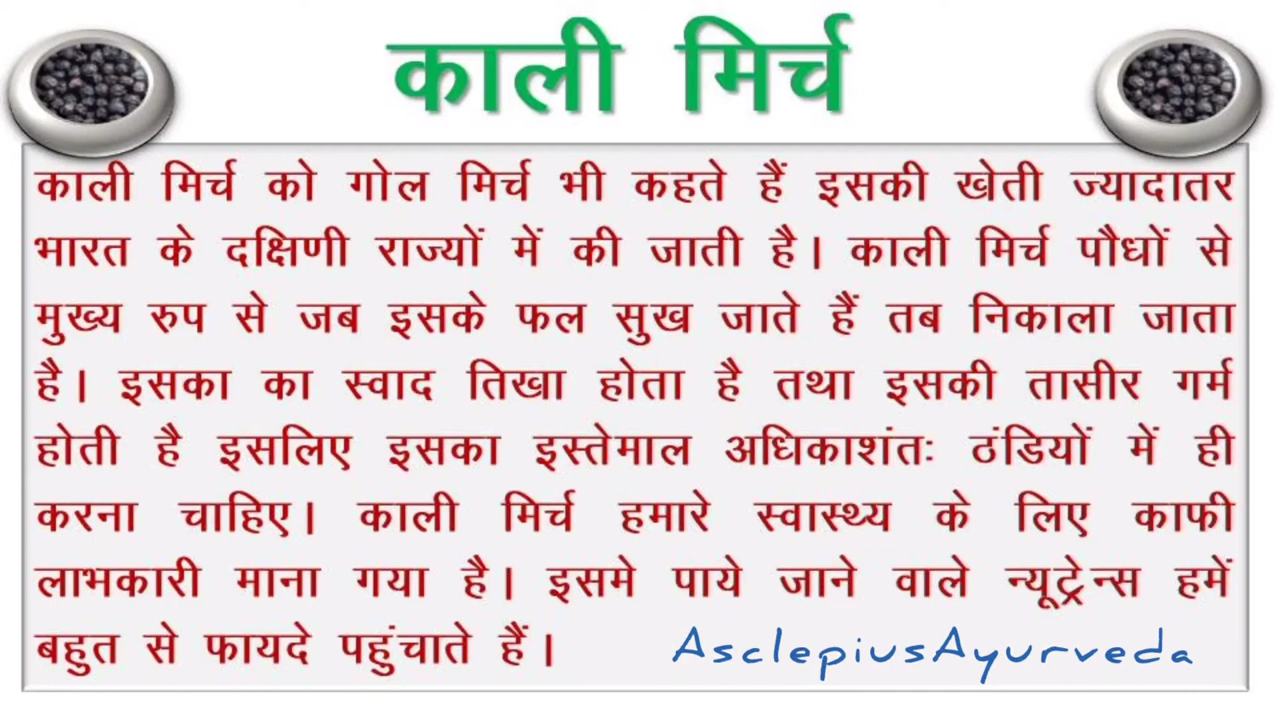 काली मिर्च
काली मिर्च को गोल मिर्च भी कहते हैं इसकी खेती ज्यादातर
भारत के दक्षिणी राज्यों में की जाती है। काली मिर्च पौधों से
मुख्य रुप से जब इसके फल सुख जाते हैं तब निकाला जाता
है। इसका का स्वाद तिखा होता है तथा इसकी तासीर गर्म
होती है इसलिए इसका इस्तेमाल अधिकाशंतः ठंडियों में ही
करना चाहिए। काली मिर्च हमारे स्वास्थ्य के लिए काफी
लाभकारी माना गया है। इसमे पाये जाने वाले न्यूट्रेन्स हमें
बहुत से फायदे पहुंचाते हैं।
AsclepiusAyurveda